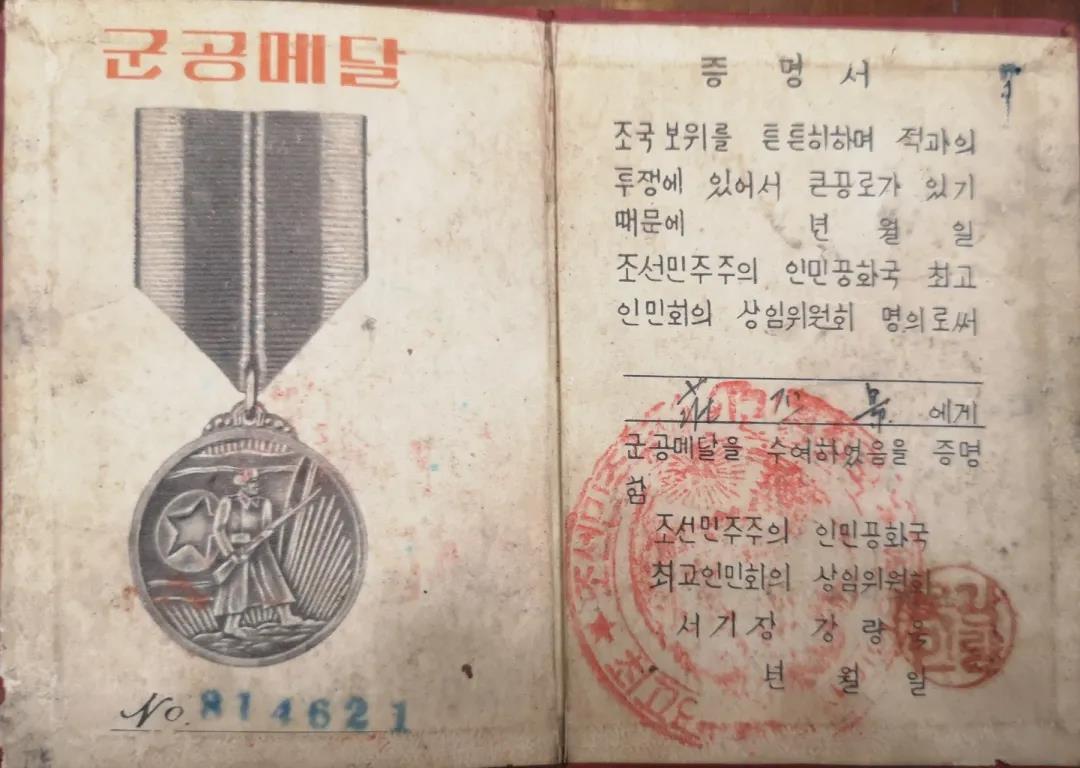 군공메달
No. 814621
증 명 서
조국 보위를 튼튼히하며 적과의
투쟁에 있어서 큰공로가 있기
때문에 년 월 일
조선민주주의 인민공화국 최고
인민회의 상임위원회 명의로써
에게
군공메달을 수여하였음을 증명
함
조선민주주의 인민공화국
최고인민회의 상임위원회
서기장 강량욱
년 월 일